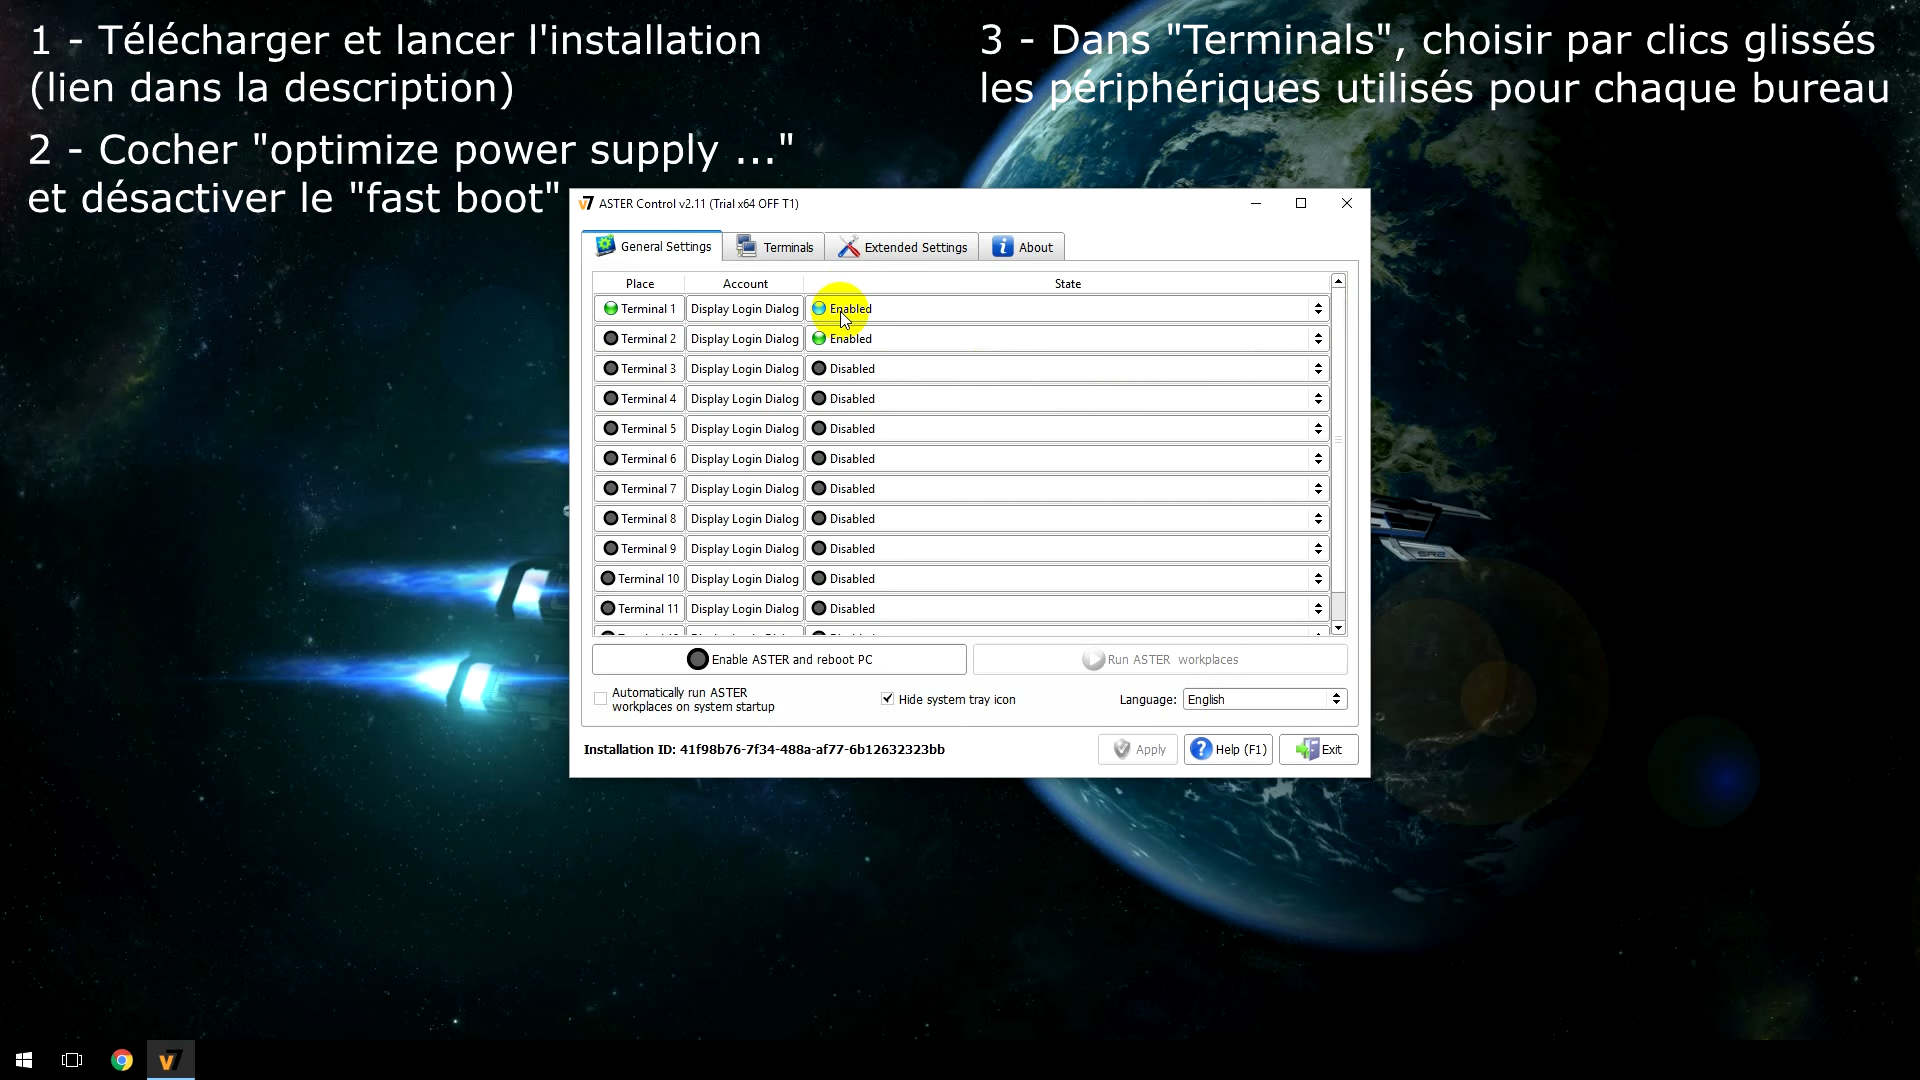 1 - Télécharger et lancer l'installation
(lien dans la description)
2 - Cocher "optimize power supply ..."
et désactiver le "fast boot"
3 - Dans "Terminals", choisir par clics glissés
les périphériques utilisés pour chaque bureau
ASTER Control v2.11 (Trial x64 OFF T1)
General Settings Terminals Extended Settings About
Place Account State
Terminal 1 Display Login Dialog Enabled
Terminal 2 Display Login Dialog Enabled
Terminal 3 Display Login Dialog Disabled
Terminal 4 Display Login Dialog Disabled
Terminal 5 Display Login Dialog Disabled
Terminal 6 Display Login Dialog Disabled
Terminal 7 Display Login Dialog Disabled
Terminal 8 Display Login Dialog Disabled
Terminal 9 Display Login Dialog Disabled
Terminal 10 Display Login Dialog Disabled
Terminal 11 Display Login Dialog Disabled
Enable ASTER and reboot PC Run ASTER workplaces
Automatically run ASTER
workplaces on system startup
Hide system tray icon
Language: English
Installation ID: 41f98b76-7f34-488a-af77-6b12632323bb
Apply Help (F1) Exit
SR2